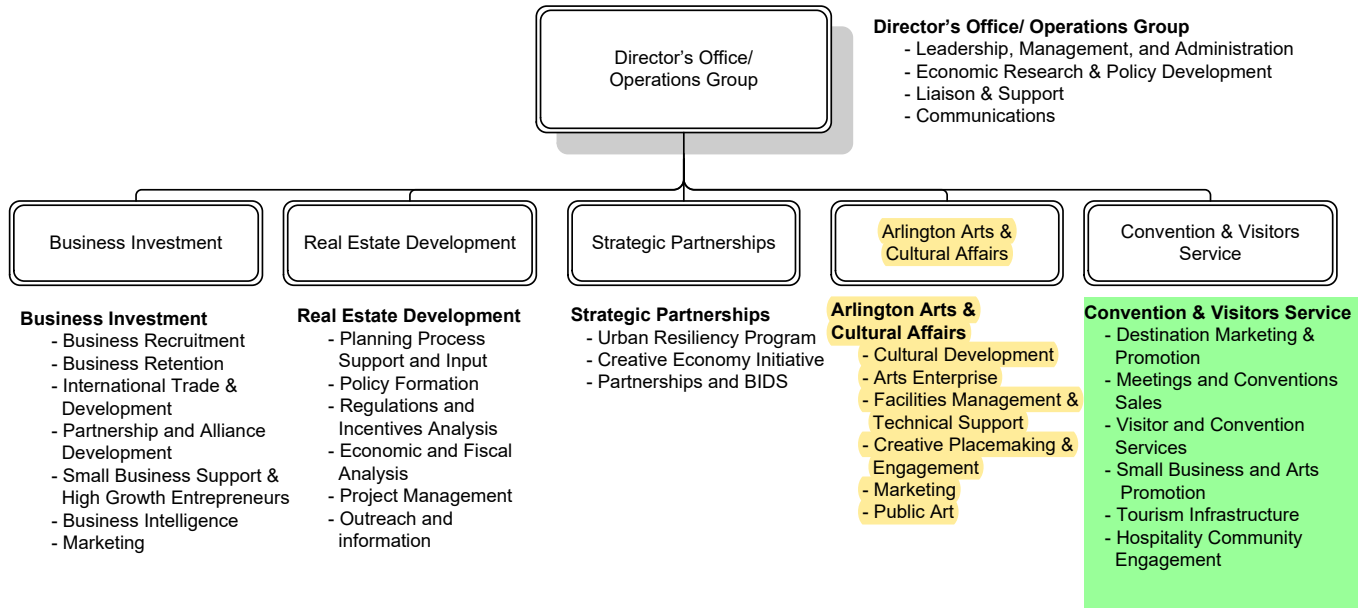 Director's Office/
Operations Group
Director's Office/ Operations Group
- Leadership, Management, and Administration
- Economic Research & Policy Development
- Liaison & Support
- Communications
Business Investment
Real Estate Development
Strategic Partnerships
Arlington Arts &
Cultural Affairs
Convention & Visitors
Service
Business Investment
- Business Recruitment
- Business Retention
- International Trade &
Development
- Partnership and Alliance
Development
- Small Business Support &
High Growth Entrepreneurs
- Business Intelligence
- Marketing
Real Estate Development
- Planning Process
Support and Input
- Policy Formation
- Regulations and
Incentives Analysis
- Economic and Fiscal
Analysis
- Project Management
- Outreach and
information
Strategic Partnerships
- Urban Resiliency Program
- Creative Economy Initiative
- Partnerships and BIDS
Arlington Arts &
Cultural Affairs
- Cultural Development
- Arts Enterprise
- Facilities Management &
Technical Support
- Creative Placemaking &
Engagement
- Marketing
- Public Art
Convention & Visitors Service
- Destination Marketing &
Promotion
- Meetings and Conventions
Sales
- Visitor and Convention
Services
- Small Business and Arts
Promotion
- Tourism Infrastructure
- Hospitality Community
Engagement